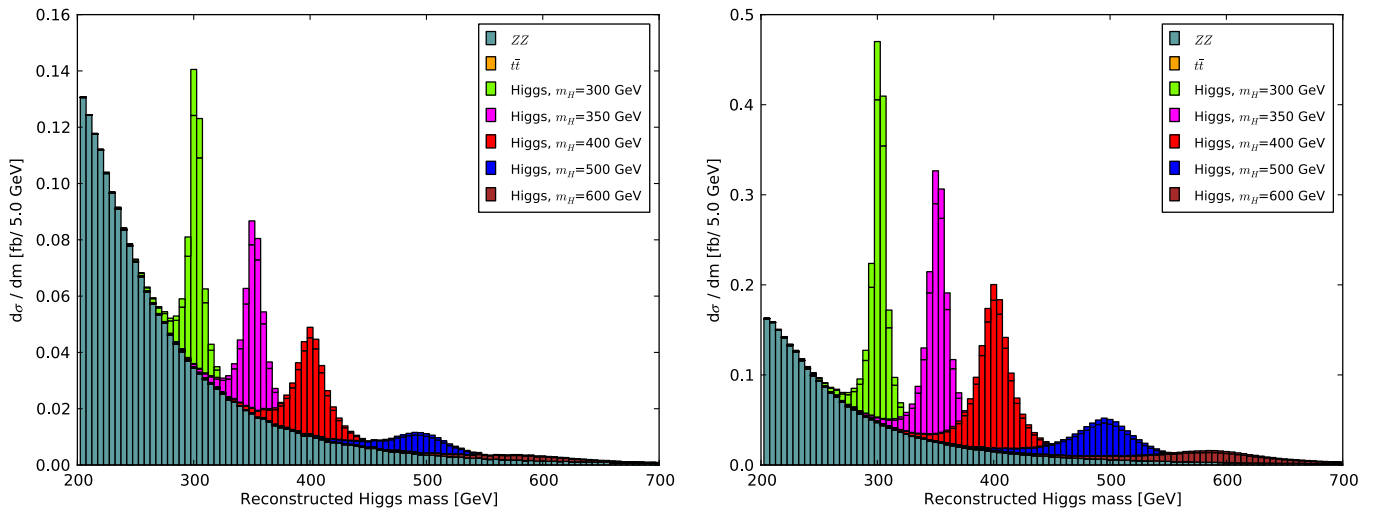 0.16
0.14
0.12
0.10
0.08
0.06
0.04
0.02
0.00
200 300 400 500 600 700
dσ / dm [fb/ 5.0 GeV]
Reconstructed Higgs mass [GeV]
ZZ
tt̄
Higgs, m_H=300 GeV
Higgs, m_H=350 GeV
Higgs, m_H=400 GeV
Higgs, m_H=500 GeV
Higgs, m_H=600 GeV
0.5
0.4
0.3
0.2
0.1
0.0
200 300 400 500 600 700
dσ / dm [fb/ 5.0 GeV]
Reconstructed Higgs mass [GeV]
ZZ
tt̄
Higgs, m_H=300 GeV
Higgs, m_H=350 GeV
Higgs, m_H=400 GeV
Higgs, m_H=500 GeV
Higgs, m_H=600 GeV